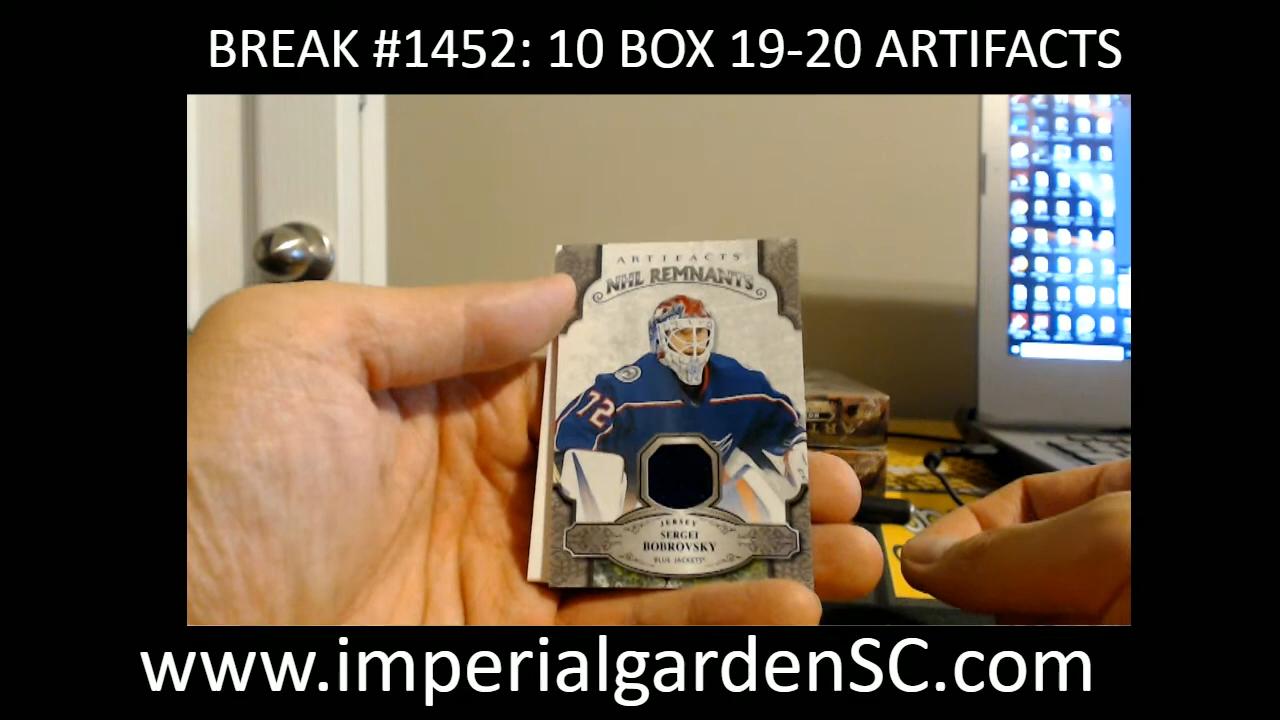 BREAK #1452: 10 BOX 19-20 ARTIFACTS
ARTIFACTS
NHL REMNANTS
72
JERSEY
SERGEI
BOBROVSKY
BLUE JACKETS
www.imperialgardenSC.com